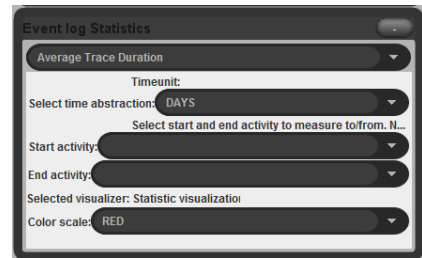 Event log Statistics
Average Trace Duration
Timeunit:
Select time abstraction: DAYS
Select start and end activity to measure to/from. N...
Start activity:
End activity:
Selected visualizer: Statistic visualization
Color scale: RED